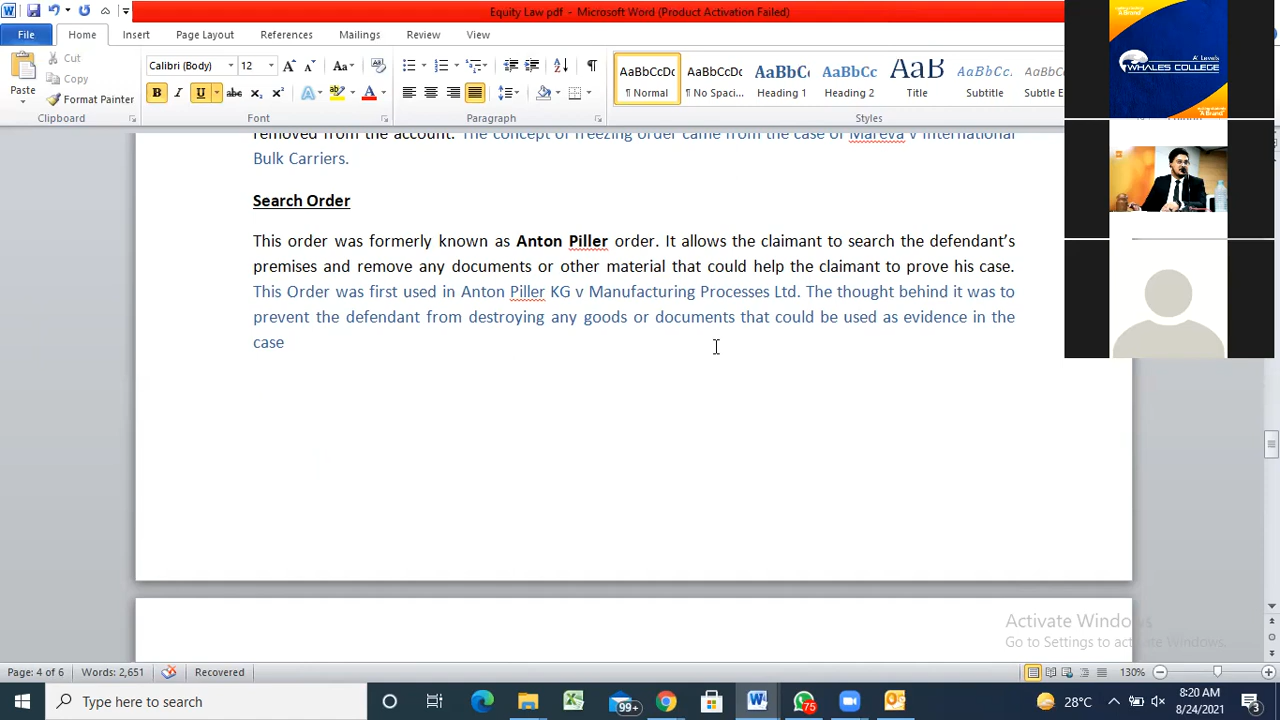 Equity Law pdf - Microsoft Word (Product Activation Failed)
File Home Insert Page Layout References Mailings Review View
Cut
Copy
Format Painter
Paste
Clipboard
Calibri (Body) 12
Font
Paragraph
AaBbCcDc AaBbCcDc AaBbCc AaBbCc AaB AaBbCcL AaBbCcDc
¶ Normal ¶ No Spaci... Heading 1 Heading 2 Title Subtitle Subtle Em
Styles
A' Levels
WHALES COLLEGE
removed from the account. The concept of freezing order came from the case of Mareva v International
Bulk Carriers.
Search Order
This order was formerly known as Anton Piller order. It allows the claimant to search the defendant's
premises and remove any documents or other material that could help the claimant to prove his case.
This Order was first used in Anton Piller KG v Manufacturing Processes Ltd. The thought behind it was to
prevent the defendant from destroying any goods or documents that could be used as evidence in the
case
Activate Windows
Go to Settings to activate Windows.
Page: 4 of 6 Words: 2,651 Recovered 130%
Type here to search
99+
75
28°C
8:20 AM
8/24/2021
3